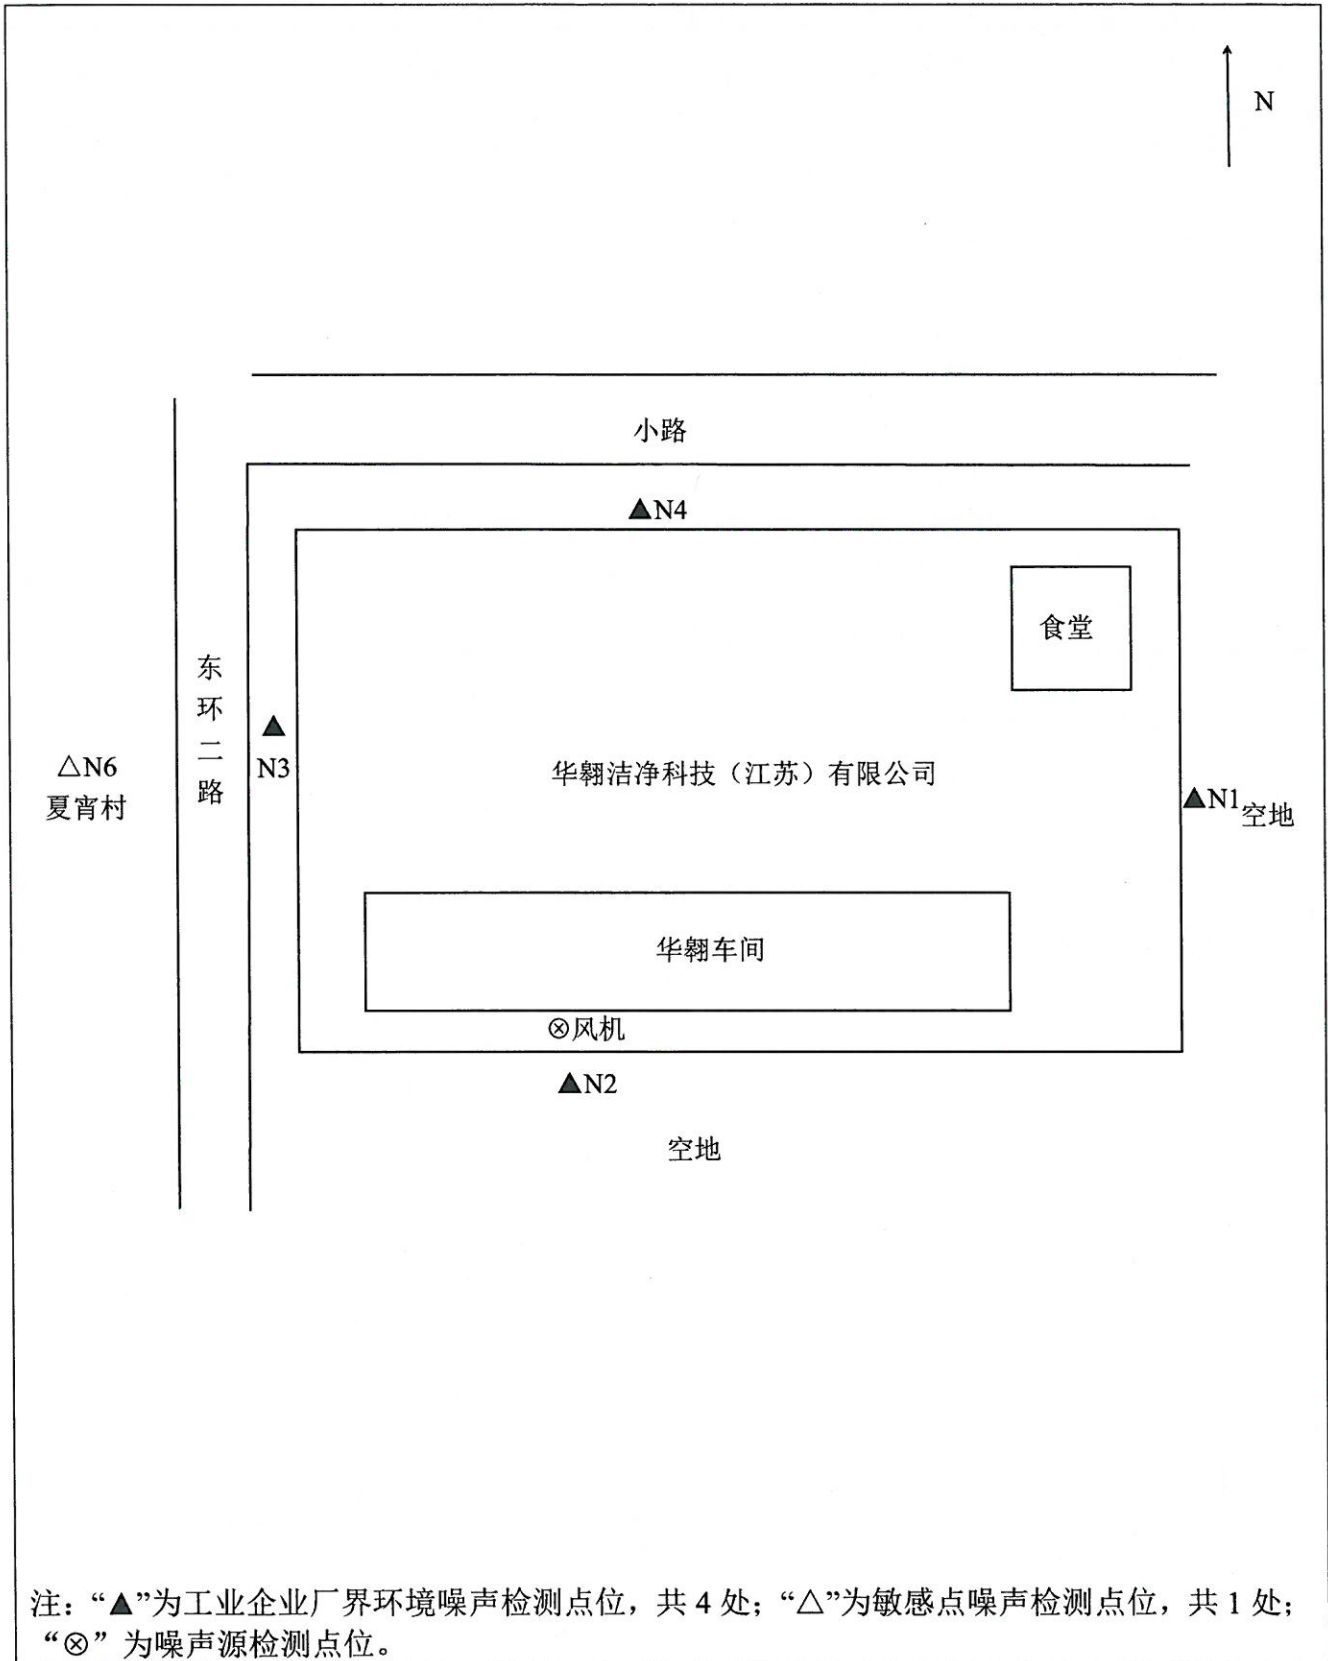 N
小路
▲N4
食堂
东
环
二
路
▲
N3
△N6
夏宵村
华翱洁净科技（江苏）有限公司
▲N1
空地
华翱车间
⊗风机
▲N2
空地
注：“▲”为工业企业厂界环境噪声检测点位，共 4 处；“△”为敏感点噪声检测点位，共 1 处；
“⊗” 为噪声源检测点位。